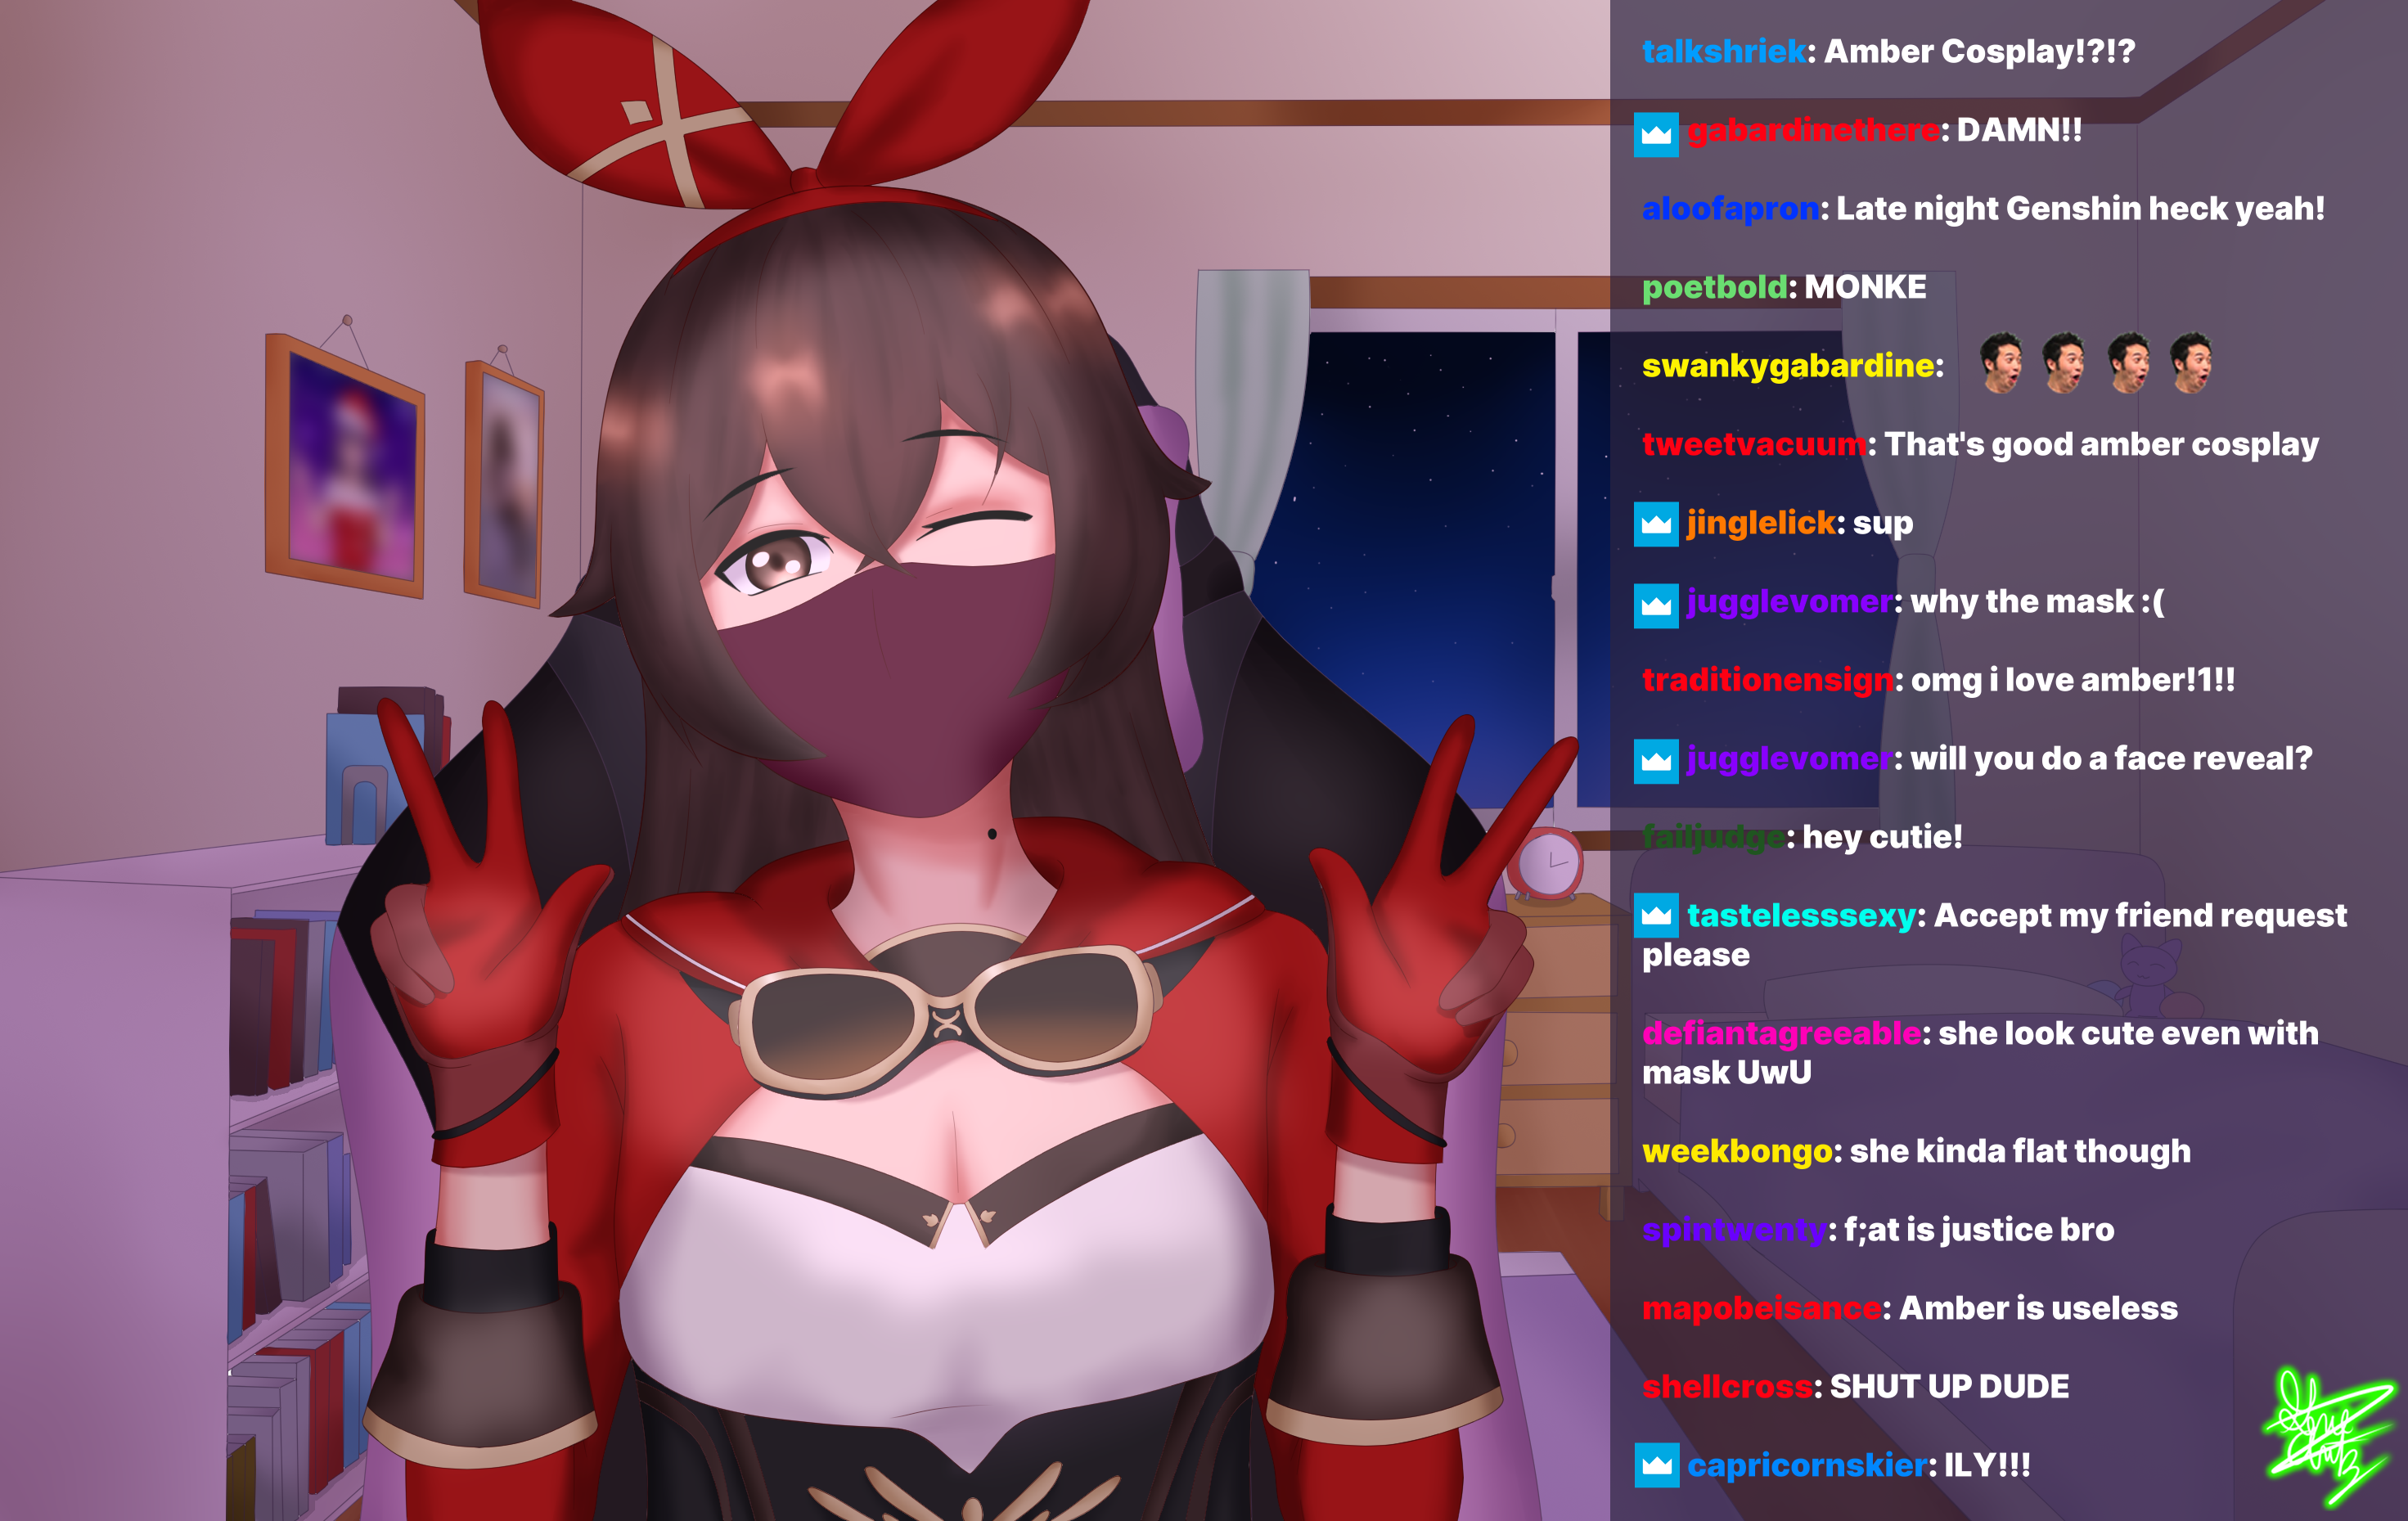 talkshriek: Amber Cosplay!?!?
gabardinethere: DAMN!!
aloofapron: Late night Genshin heck yeah!
poetbold: MONKE
swankygabardine:
tweetvacuum: That's good amber cosplay
jinglelick: sup
jugglevomer: why the mask :(
traditionensign: omg i love amber!1!!
jugglevomer: will you do a face reveal?
failjudge: hey cutie!
tastelesssexy: Accept my friend request
please
defiantagreeable: she look cute even with
mask UwU
weekbongo: she kinda flat though
spintwenty: f;at is justice bro
mapobeisance: Amber is useless
shellcross: SHUT UP DUDE
capricornskier: ILY!!!